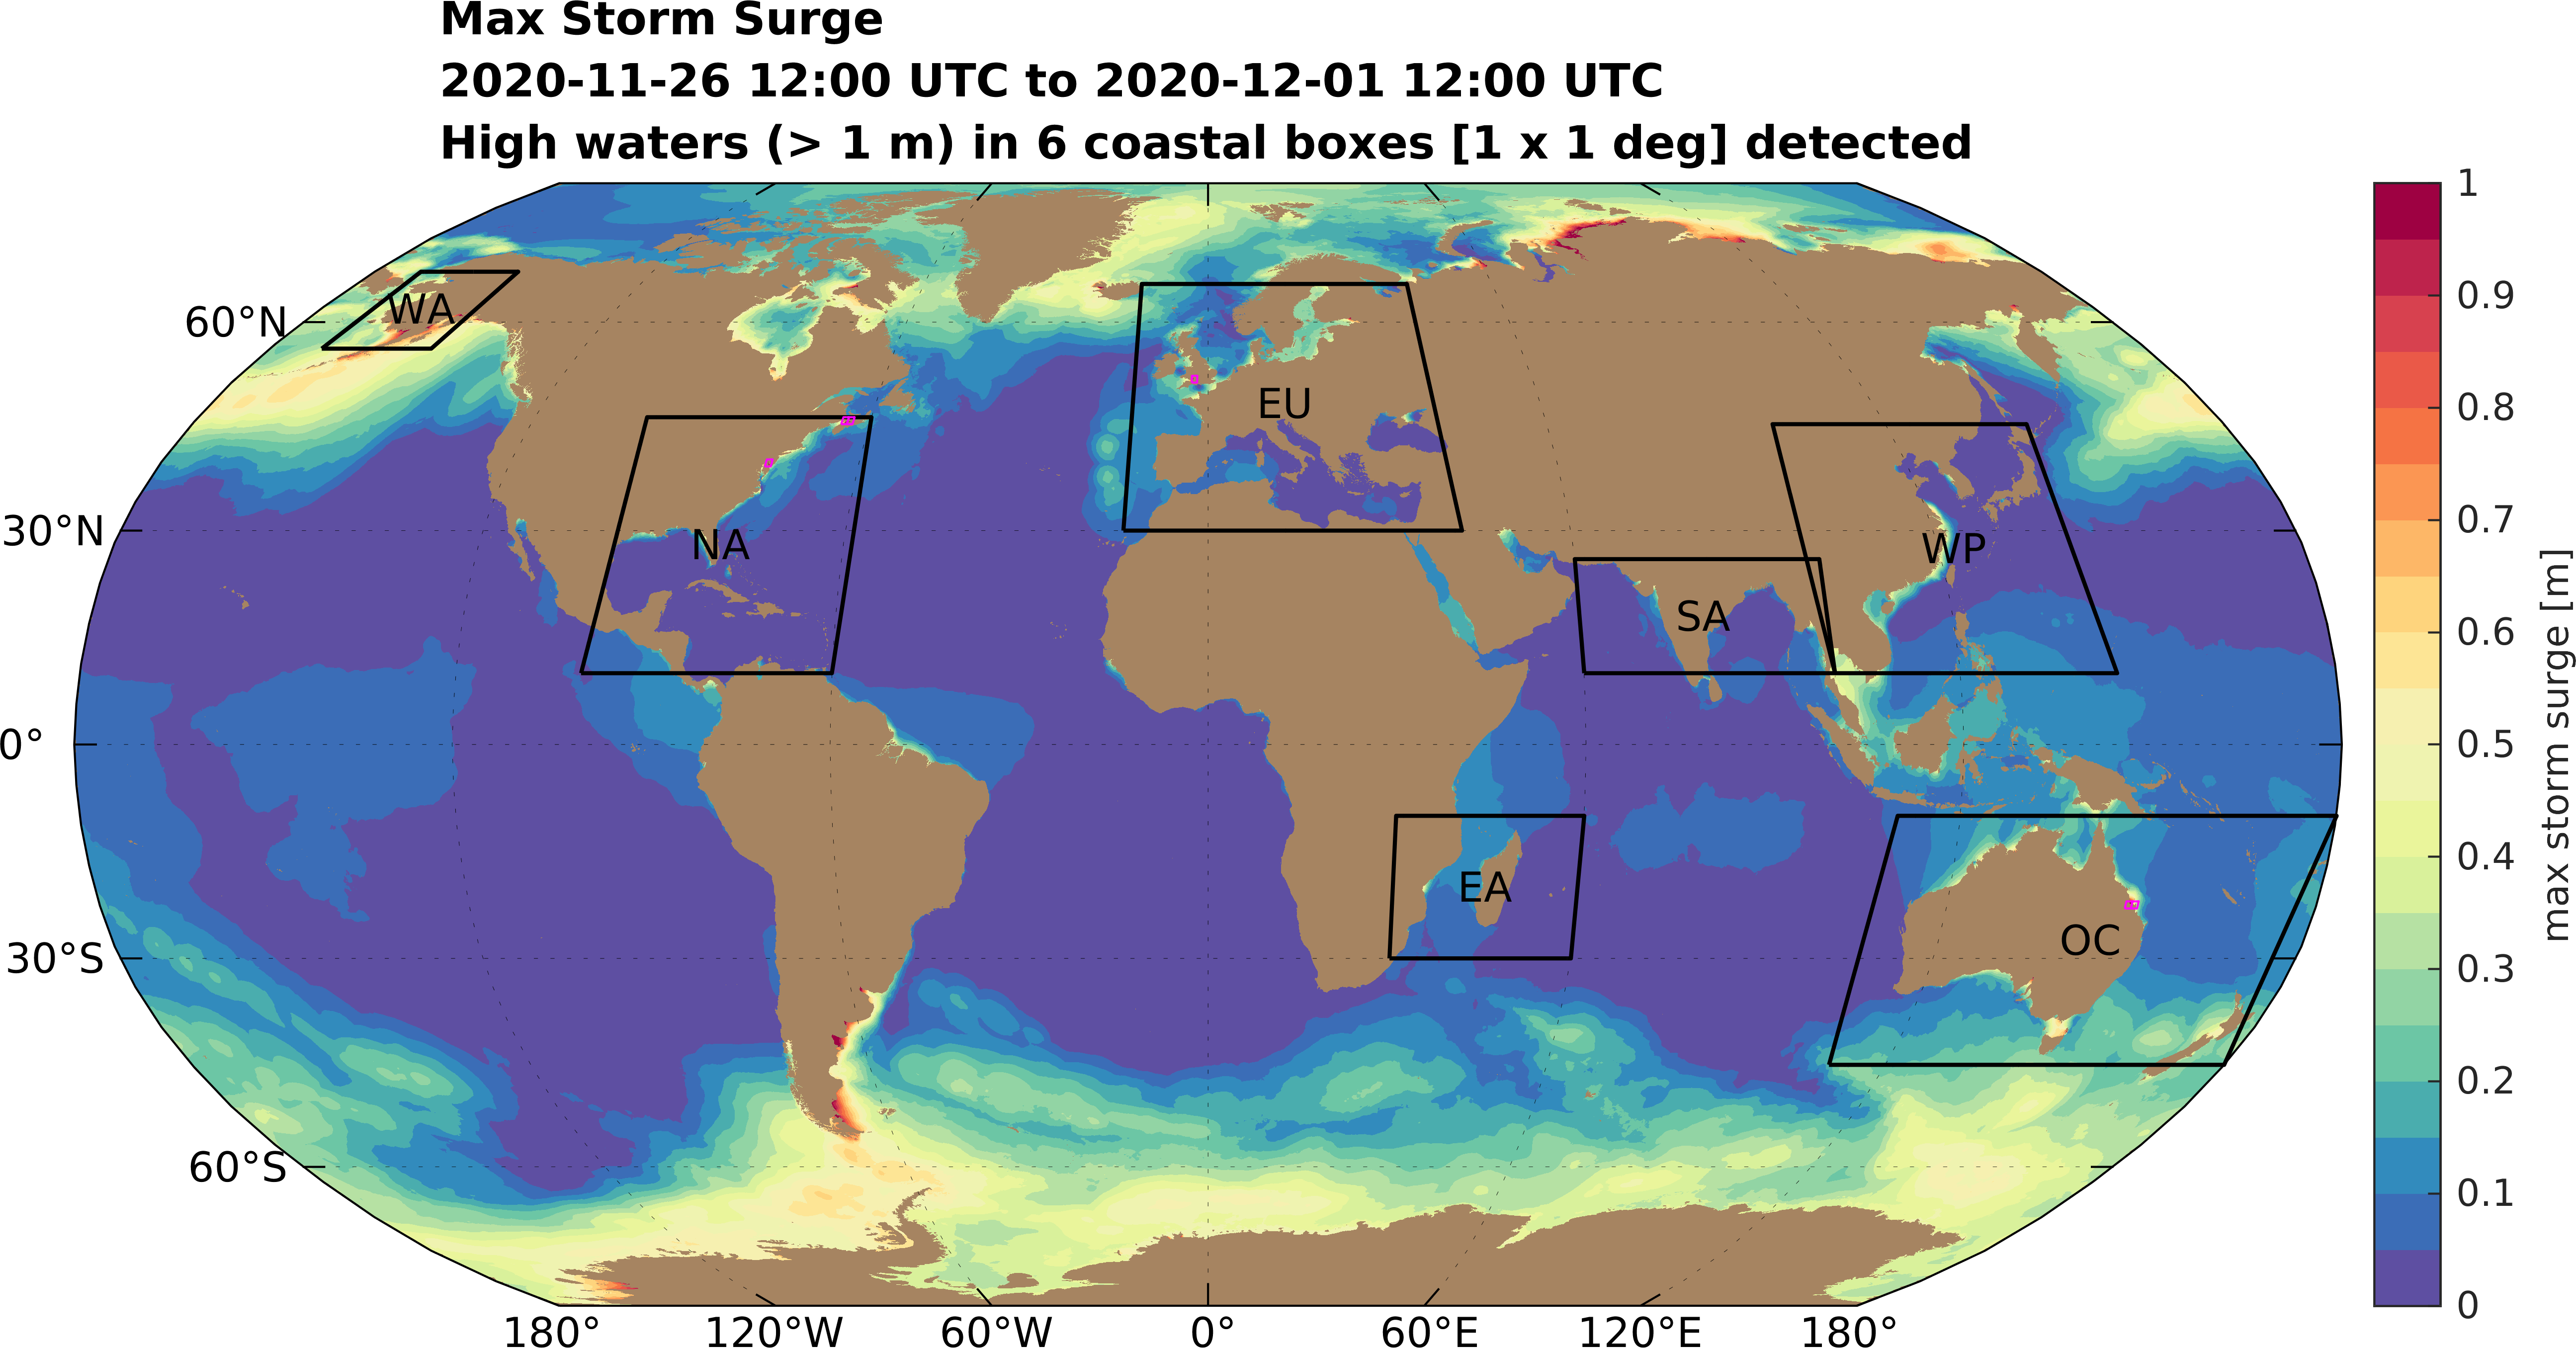 Max Storm Surge
2020-11-26 12:00 UTC to 2020-12-01 12:00 UTC
High waters (> 1 m) in 6 coastal boxes [1 x 1 deg] detected
60°N
30°N
0°
30°S
60°S
WA
NA
EU
SA
WP
EA
OC
180°
120°W
60°W
0°
60°E
120°E
180°
1
0.9
0.8
0.7
0.6
0.5
0.4
0.3
0.2
0.1
0
max storm surge [m]